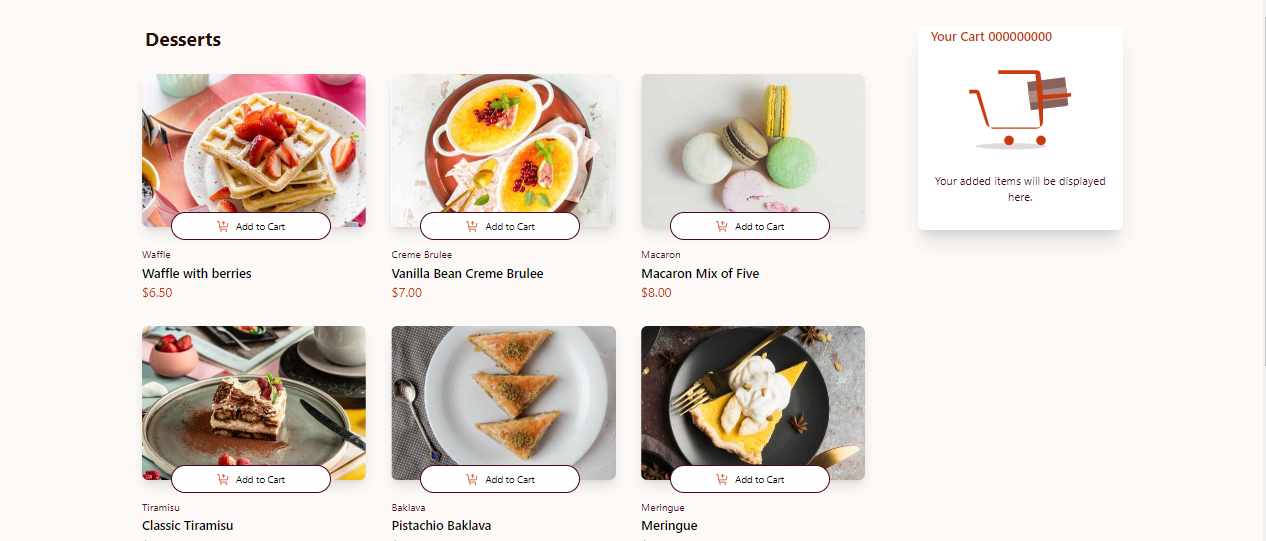 Desserts
Your Cart 000000000
Your added items will be displayed
here.
Add to Cart
Add to Cart
Add to Cart
Waffle
Waffle with berries
$6.50
Creme Brulee
Vanilla Bean Creme Brulee
$7.00
Macaron
Macaron Mix of Five
$8.00
Add to Cart
Add to Cart
Add to Cart
Tiramisu
Classic Tiramisu
Baklava
Pistachio Baklava
Meringue
Meringue